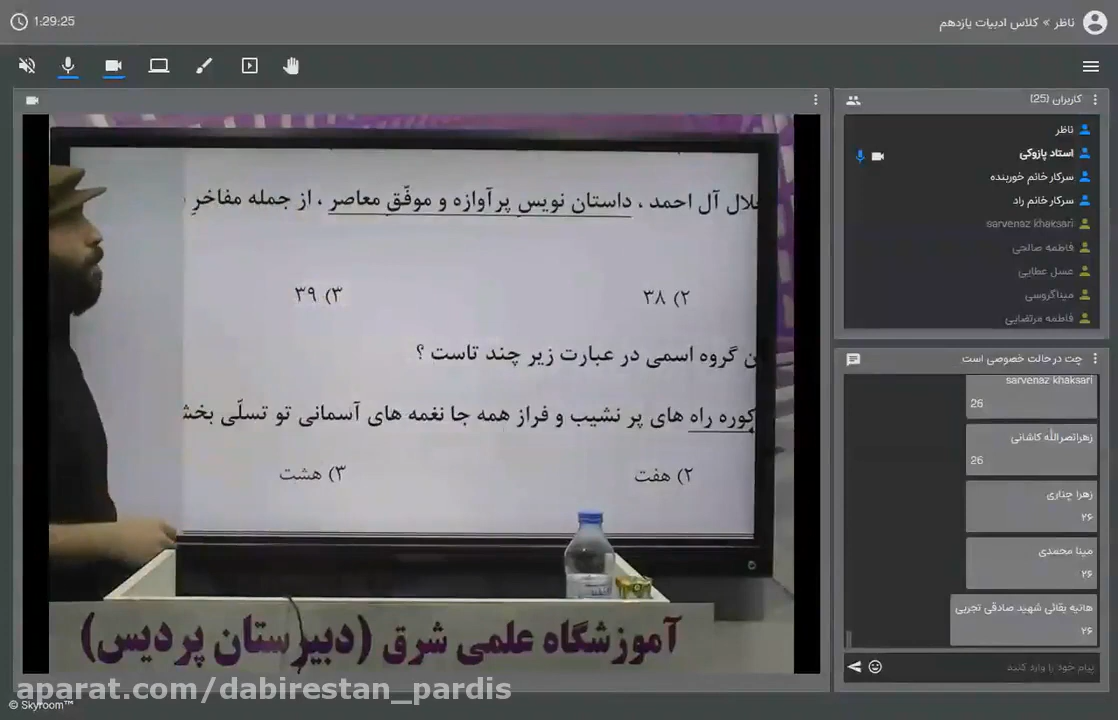 1:29:25
ناظر » کلاس ادبیات یازدهم
کاربران (25)
ناظر
استاد پازوکی
سرکار خانم خوربنده
سرکار خانم راد
sarvenaz khaksari
فاطمه صالحی
عسل عطایی
میناگروسی
فاطمه مرتضایی
جلال آل احمد ، داستان نویس پرآوازه و موفّق معاصر ، از جمله مفاخرِ
۲) ۳۸
۳) ۳۹
گروه اسمی در عبارت زیر چند تاست ؟
کوره راه های پر نشیب و فراز همه جا نغمه های آسمانی تو تسلّی بخش
۲) هفت
۳) هشت
آموزشگاه علمی شرق (دبیرستان پردیس)
چت در حالت خصوصی است
sarvenaz khaksari
26
زهرانصرالله کاشانی
26
زهرا چناری
۲۶
مینا محمدی
۲۶
هانیه بقائی شهید صادقی تجربی
۲۶
پیام خود را وارد کنید
aparat.com/dabirestan_pardis
© Skyroom™